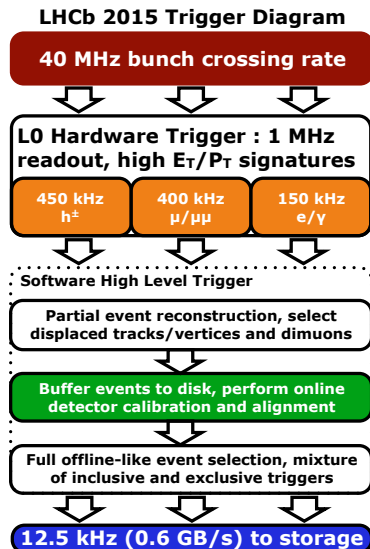 LHCb 2015 Trigger Diagram
40 MHz bunch crossing rate
L0 Hardware Trigger : 1 MHz
readout, high E_T/P_T signatures
450 kHz
h±
400 kHz
μ/μμ
150 kHz
e/γ
Software High Level Trigger
Partial event reconstruction, select
displaced tracks/vertices and dimuons
Buffer events to disk, perform online
detector calibration and alignment
Full offline-like event selection, mixture
of inclusive and exclusive triggers
12.5 kHz (0.6 GB/s) to storage